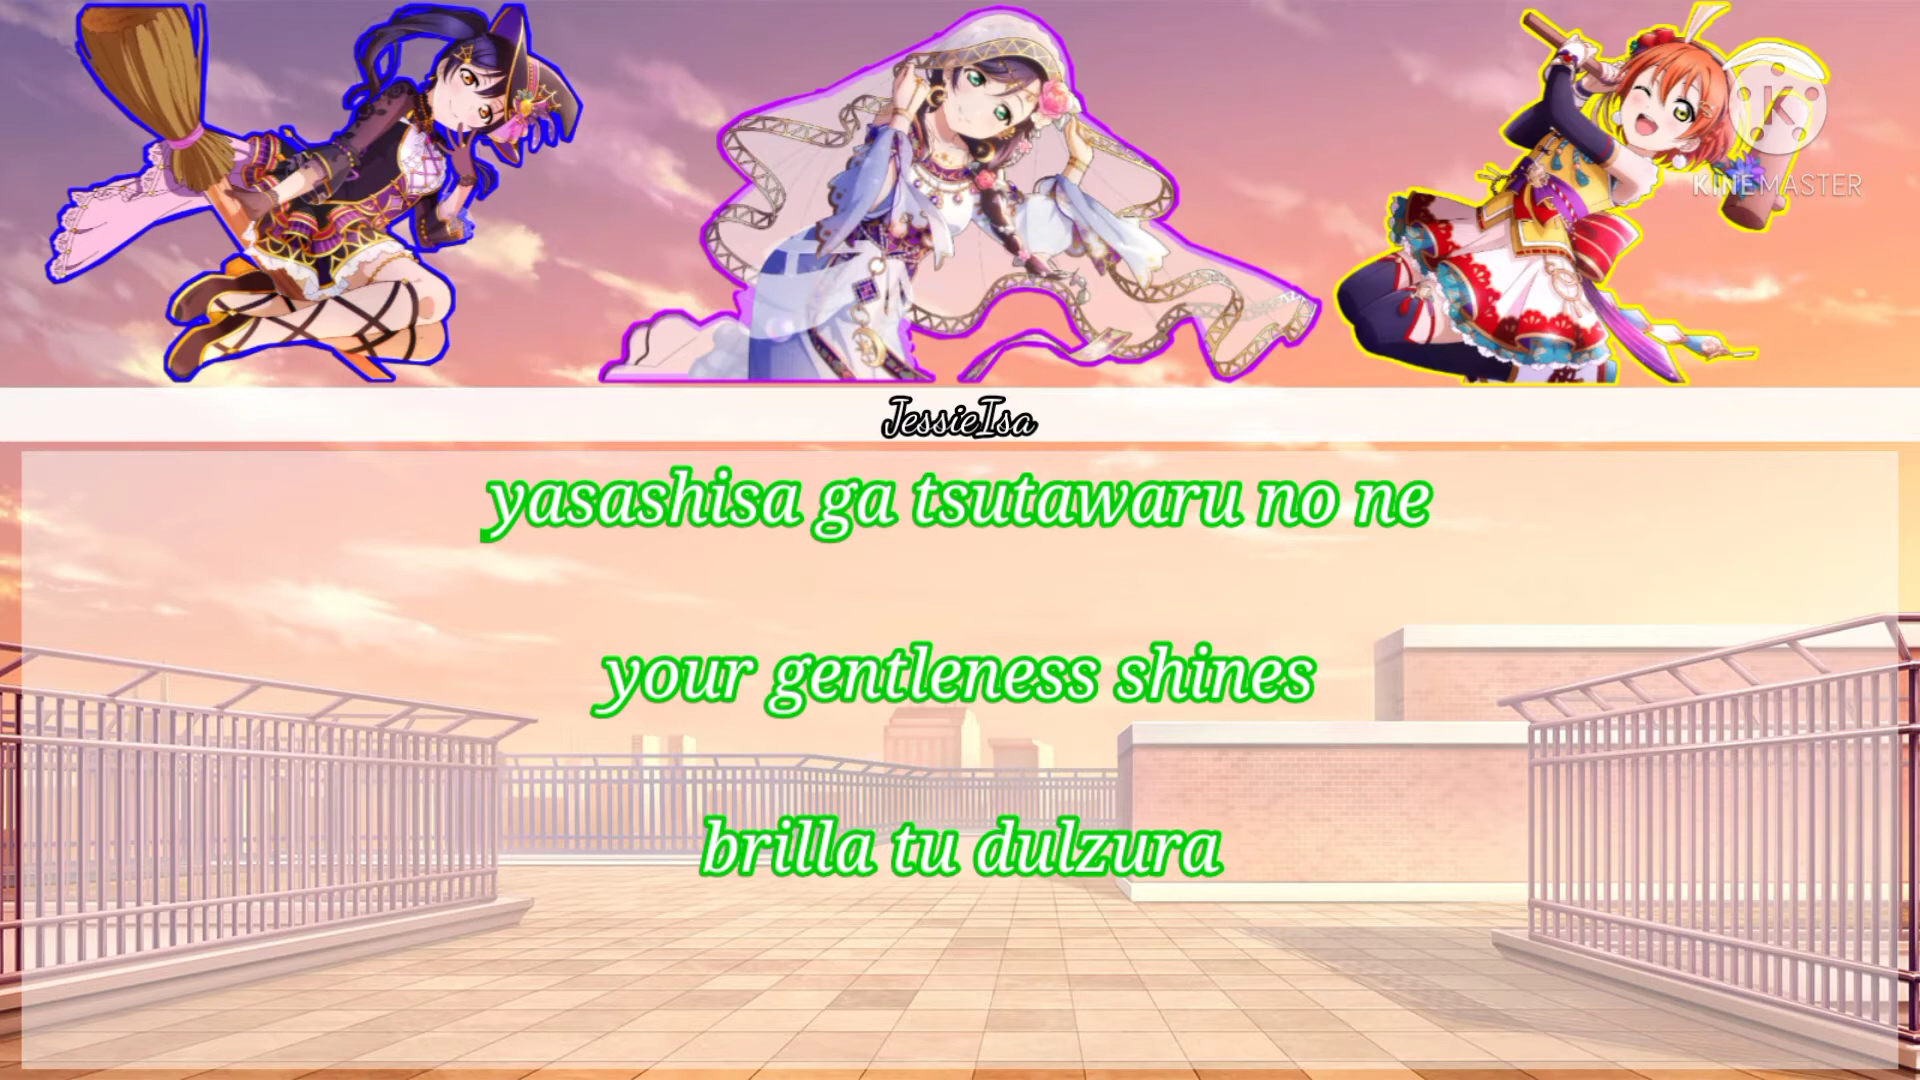 K
KINEMASTER
JessieIsa
yasashisa ga tsutawaru no ne
your gentleness shines
brilla tu dulzura